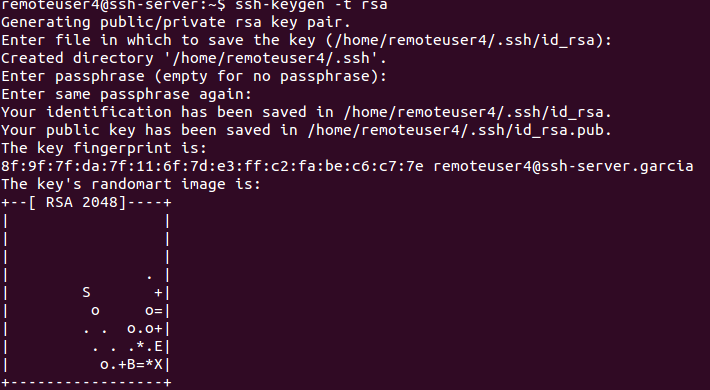 remoteuser4@ssh-server:~$ ssh-keygen -t rsa
Generating public/private rsa key pair.
Enter file in which to save the key (/home/remoteuser4/.ssh/id_rsa):
Created directory '/home/remoteuser4/.ssh'.
Enter passphrase (empty for no passphrase):
Enter same passphrase again:
Your identification has been saved in /home/remoteuser4/.ssh/id_rsa.
Your public key has been saved in /home/remoteuser4/.ssh/id_rsa.pub.
The key fingerprint is:
8f:9f:7f:da:7f:11:6f:7d:e3:ff:c2:fa:be:c6:c7:7e remoteuser4@ssh-server.garcia
The key's randomart image is:
+--[ RSA 2048]----+
|                 |
|                 |
|                 |
|               . |
|        S       +|
|         o     o=|
|        . .  o.o+|
|         . . .*.E|
|          o.+B=*X|
+-----------------+